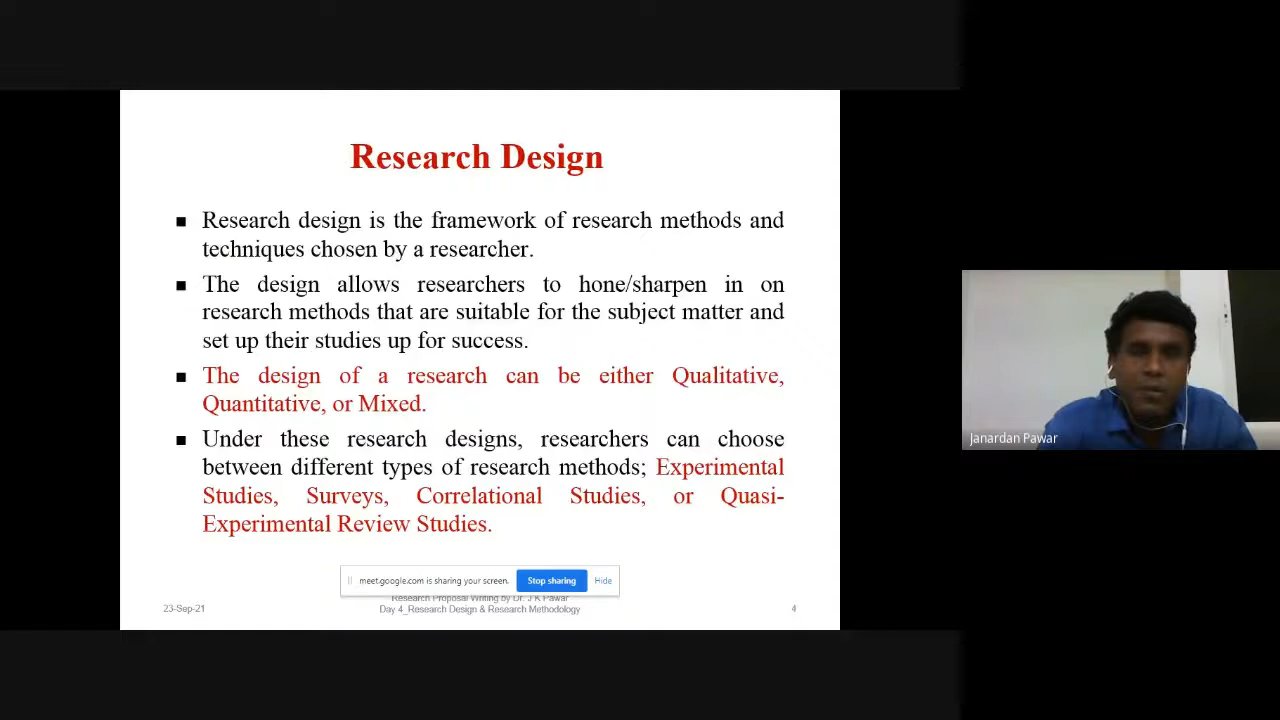 Research Design
■ Research design is the framework of research methods and
techniques chosen by a researcher.
■ The design allows researchers to hone/sharpen in on
research methods that are suitable for the subject matter and
set up their studies up for success.
■ The design of a research can be either Qualitative,
Quantitative, or Mixed.
■ Under these research designs, researchers can choose
between different types of research methods; Experimental
Studies, Surveys, Correlational Studies, or Quasi-
Experimental Review Studies.
meet.google.com is sharing your screen. Stop sharing Hide
Research Proposal Writing by Dr. J K Pawar
23-Sep-21 Day 4_Research Design & Research Methodology 4
Janardan Pawar